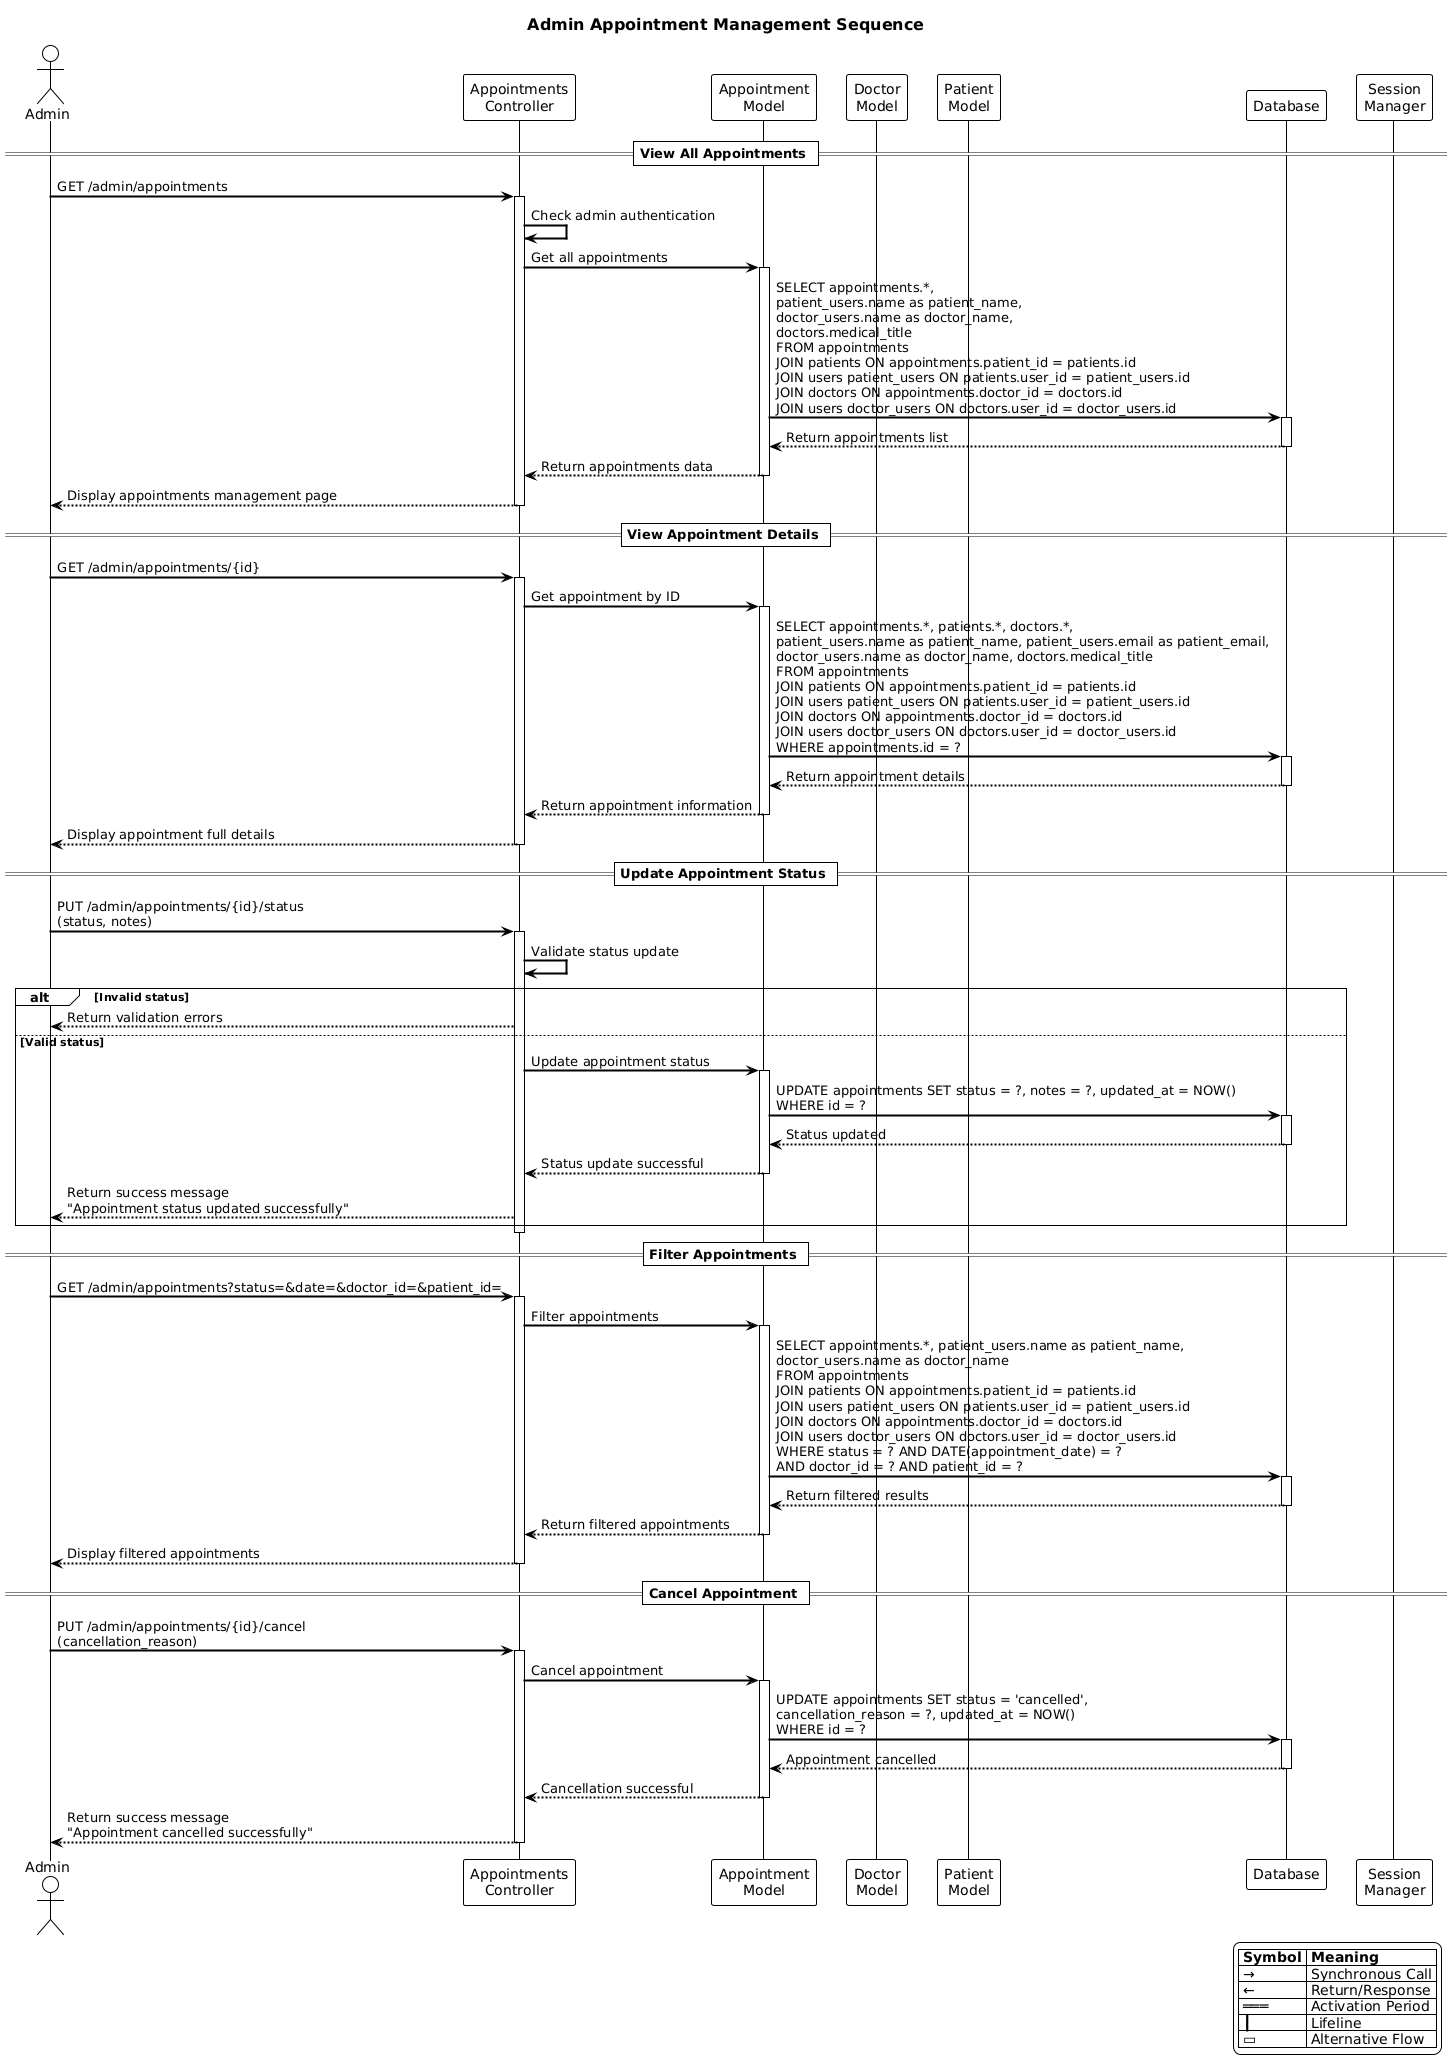 Admin Appointment Management Sequence
Admin
Appointments
Controller
Appointment
Model
Doctor
Model
Patient
Model
Database
Session
Manager
View All Appointments
GET /admin/appointments
Check admin authentication
Get all appointments
SELECT appointments.*,
patient_users.name as patient_name,
doctor_users.name as doctor_name,
doctors.medical_title
FROM appointments
JOIN patients ON appointments.patient_id = patients.id
JOIN users patient_users ON patients.user_id = patient_users.id
JOIN doctors ON appointments.doctor_id = doctors.id
JOIN users doctor_users ON doctors.user_id = doctor_users.id
Return appointments list
Return appointments data
Display appointments management page
View Appointment Details
GET /admin/appointments/{id}
Get appointment by ID
SELECT appointments.*, patients.*, doctors.*,
patient_users.name as patient_name, patient_users.email as patient_email,
doctor_users.name as doctor_name, doctors.medical_title
FROM appointments
JOIN patients ON appointments.patient_id = patients.id
JOIN users patient_users ON patients.user_id = patient_users.id
JOIN doctors ON appointments.doctor_id = doctors.id
JOIN users doctor_users ON doctors.user_id = doctor_users.id
WHERE appointments.id = ?
Return appointment details
Return appointment information
Display appointment full details
Update Appointment Status
PUT /admin/appointments/{id}/status
(status, notes)
Validate status update
alt [Invalid status]
Return validation errors
[Valid status]
Update appointment status
UPDATE appointments SET status = ?, notes = ?, updated_at = NOW()
WHERE id = ?
Status updated
Status update successful
Return success message
"Appointment status updated successfully"
Filter Appointments
GET /admin/appointments?status=&date=&doctor_id=&patient_id=
Filter appointments
SELECT appointments.*, patient_users.name as patient_name,
doctor_users.name as doctor_name
FROM appointments
JOIN patients ON appointments.patient_id = patients.id
JOIN users patient_users ON patients.user_id = patient_users.id
JOIN doctors ON appointments.doctor_id = doctors.id
JOIN users doctor_users ON doctors.user_id = doctor_users.id
WHERE status = ? AND DATE(appointment_date) = ?
AND doctor_id = ? AND patient_id = ?
Return filtered results
Return filtered appointments
Display filtered appointments
Cancel Appointment
PUT /admin/appointments/{id}/cancel
(cancellation_reason)
Cancel appointment
UPDATE appointments SET status = 'cancelled',
cancellation_reason = ?, updated_at = NOW()
WHERE id = ?
Appointment cancelled
Cancellation successful
Return success message
"Appointment cancelled successfully"
Admin
Appointments
Controller
Appointment
Model
Doctor
Model
Patient
Model
Database
Session
Manager
Symbol Meaning
→ Synchronous Call
← Return/Response
═══ Activation Period
┃ Lifeline
▭ Alternative Flow